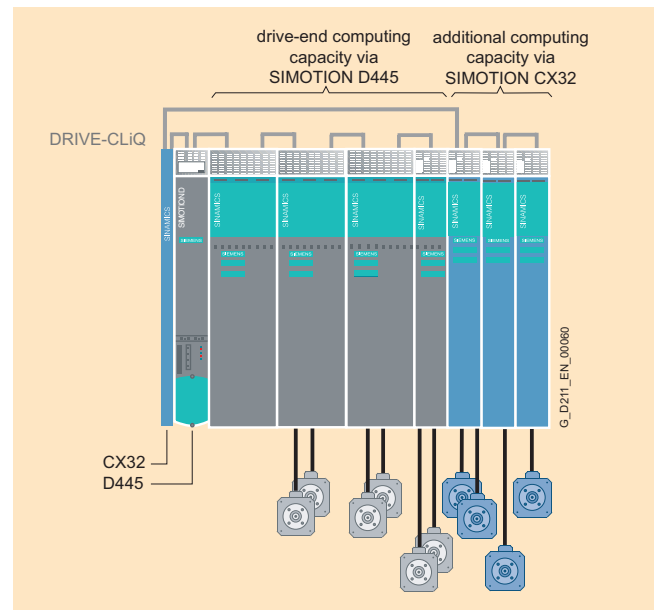 drive-end computing
capacity via
SIMOTION D445
additional computing
capacity via
SIMOTION CX32
DRIVE-CLiQ
SINAMICS
SIMOTION D
SINAMICS
SINAMICS
SINAMICS
SINAMICS
SINAMICS
SINAMICS
SINAMICS
SIEMENS
SIEMENS
SIEMENS
SIEMENS
SIEMENS
SIEMENS
SIEMENS
SIEMENS
G_D211_EN_00060
CX32
D445